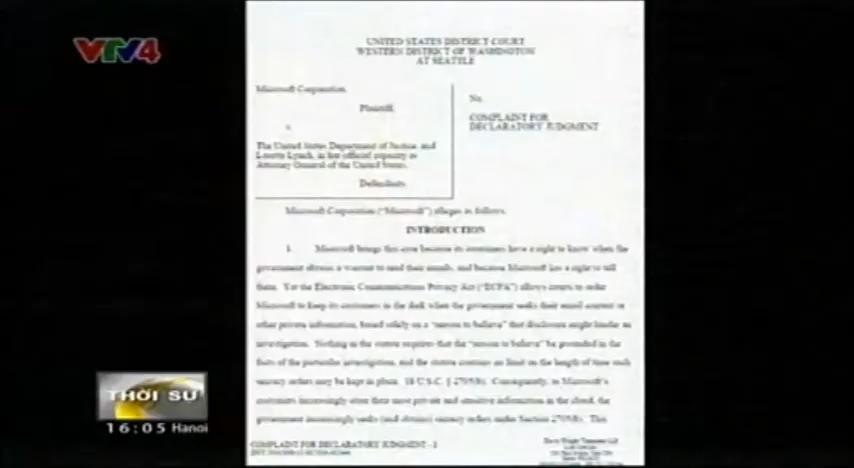 VTV4
UNITED STATES DISTRICT COURT
WESTERN DISTRICT OF WASHINGTON
AT SEATTLE
Microsoft Corporation
Plaintiff,
v.
The United States Department of Justice, and
Loretta Lynch, in her official capacity as
Attorney General of the United States,
Defendants.
No.
COMPLAINT FOR
DECLARATORY JUDGMENT
Microsoft Corporation ("Microsoft") alleges as follows.
INTRODUCTION
1. Microsoft brings this case because its customers have a right to know when the
government obtains a warrant to read their emails, and because Microsoft has a right to tell
them. Yet the Electronic Communications Privacy Act ("ECPA") allows courts to order
Microsoft to keep its customers in the dark when the government seeks their email content or
other private information, based solely on a "reason to believe" that disclosure might hinder an
investigation. Nothing in the statute requires that the "reason to believe" be grounded in the
facts of the particular investigation, and the statute contains no limit on the length of time such
secrecy orders may be kept in place. 18 U.S.C. § 2705(b). Consequently, as Microsoft's
customers increasingly store their most private and sensitive information in the cloud, the
government increasingly seeks (and obtains) secrecy orders under Section 2705(b). This
COMPLAINT FOR DECLARATORY JUDGMENT - 1
Davis Wright Tremaine LLP
THỜI SỰ
16:05 Hanoi